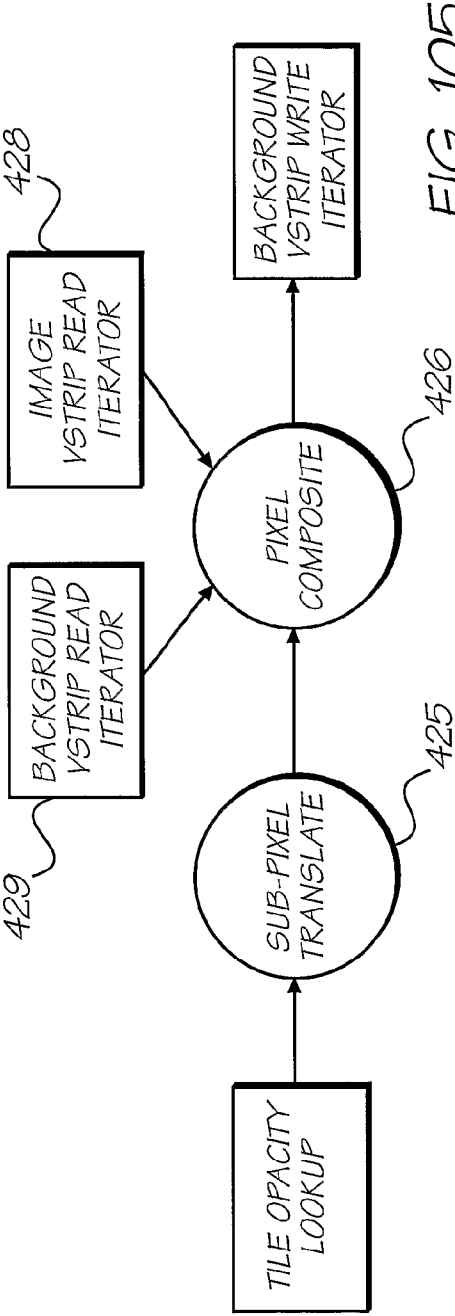 429
BACKGROUND
VSTRIP READ
ITERATOR
IMAGE
VSTRIP READ
ITERATOR
428
TILE OPACITY
LOOKUP
SUB-PIXEL
TRANSLATE
425
PIXEL
COMPOSITE
426
BACKGROUND
VSTRIP WRITE
ITERATOR
FIG. 105